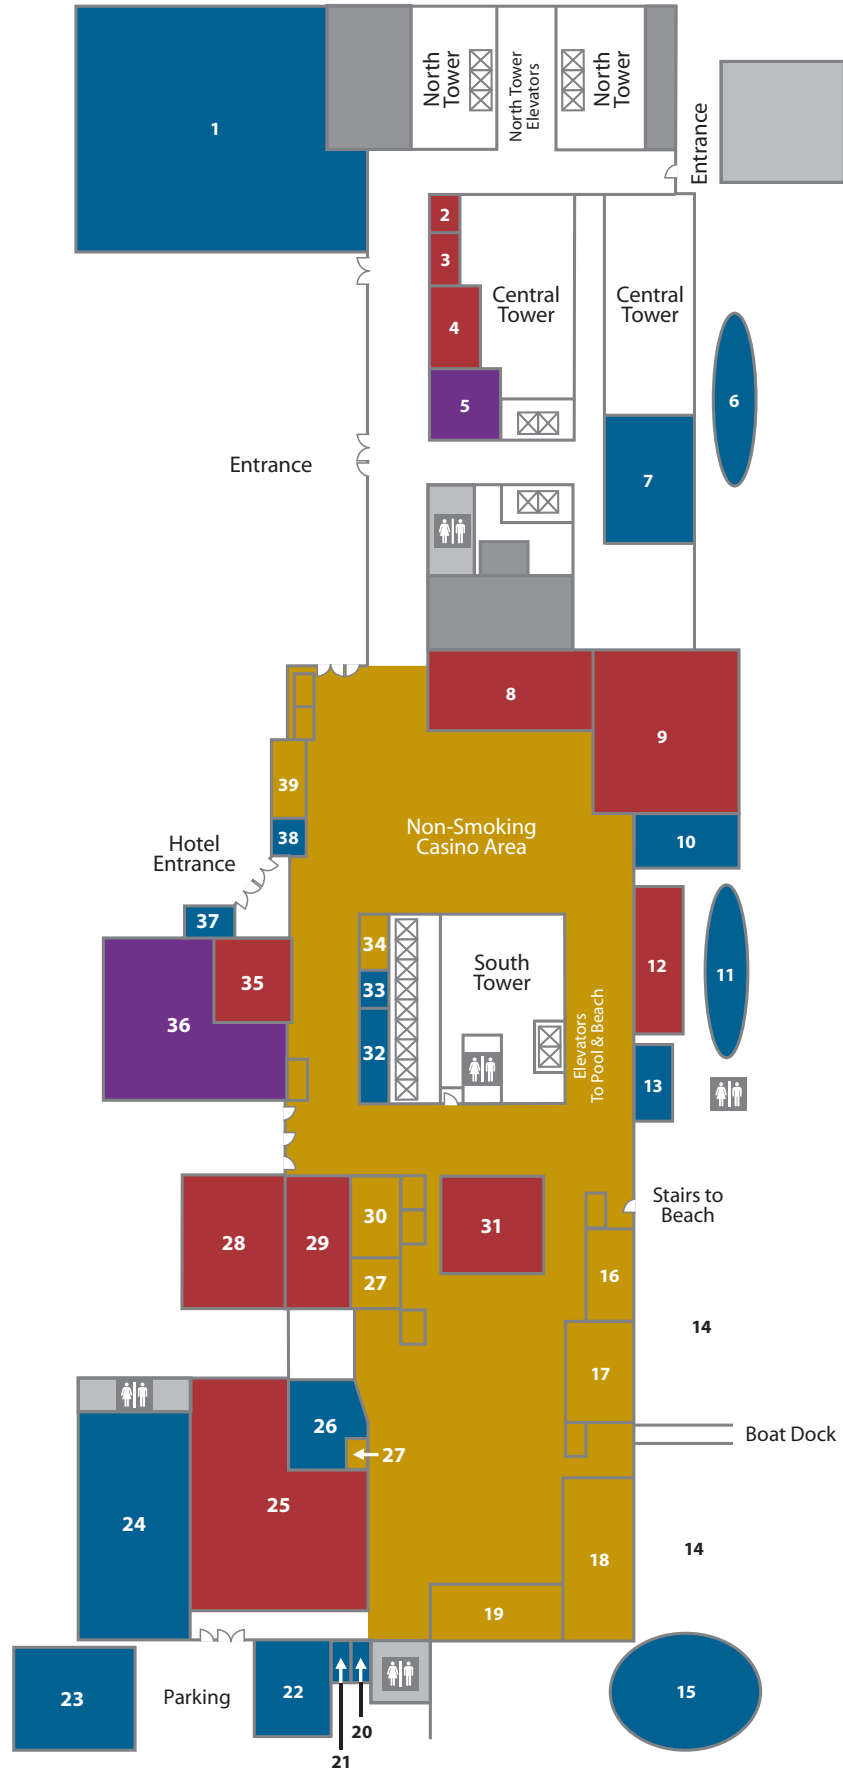 North
Tower
North Tower
Elevators
North
Tower
Entrance
1
2
3
4
5
Central
Tower
Central
Tower
6
7
Entrance
8
9
39
38
Non-Smoking
Casino Area
10
Hotel
Entrance
37
36
35
34
33
32
South
Tower
Elevators
To Pool & Beach
12
11
13
Stairs to
Beach
28
29
30
27
31
16
14
17
Boat Dock
26
27
25
24
18
14
19
23
Parking
22
21
20
15